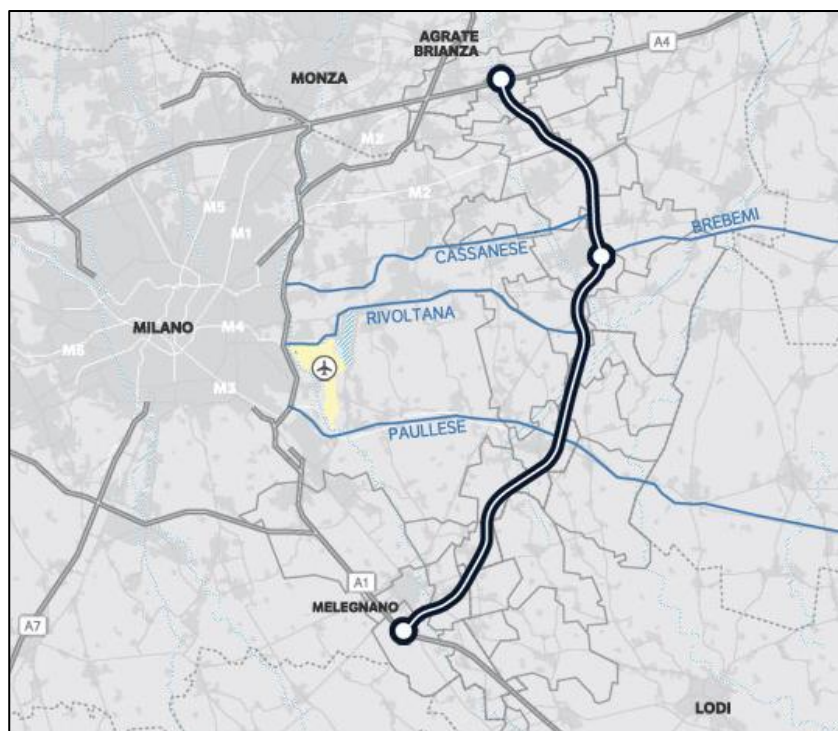 AGRATE
BRIANZA
A4
MONZA
M2
M2
M5
M1
BREBEMI
CASSANESE
RIVOLTANA
MILANO
M4
M6
M3
PAULLESE
A1
MELEGNANO
A7
LODI